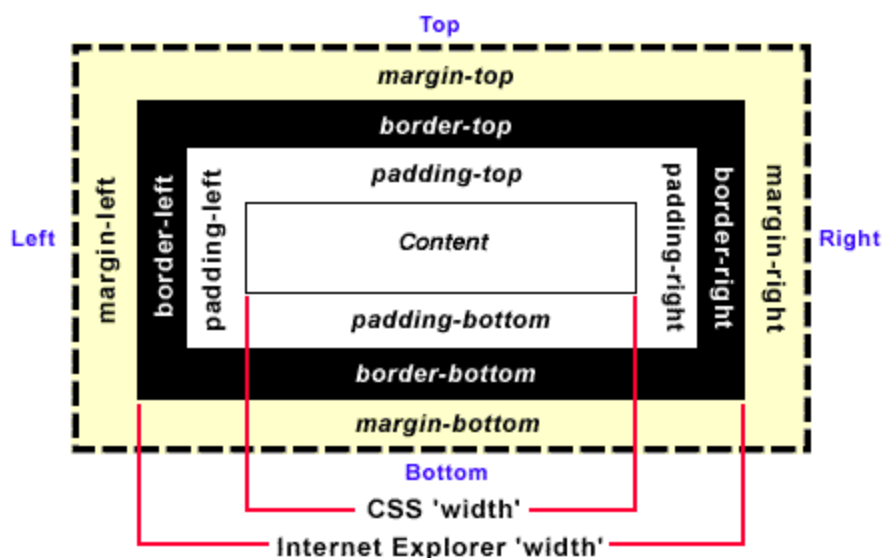 Top
margin-top
border-top
padding-top
Left
margin-left
border-left
padding-left
Content
padding-right
border-right
margin-right
Right
padding-bottom
border-bottom
margin-bottom
Bottom
CSS 'width'
Internet Explorer 'width'